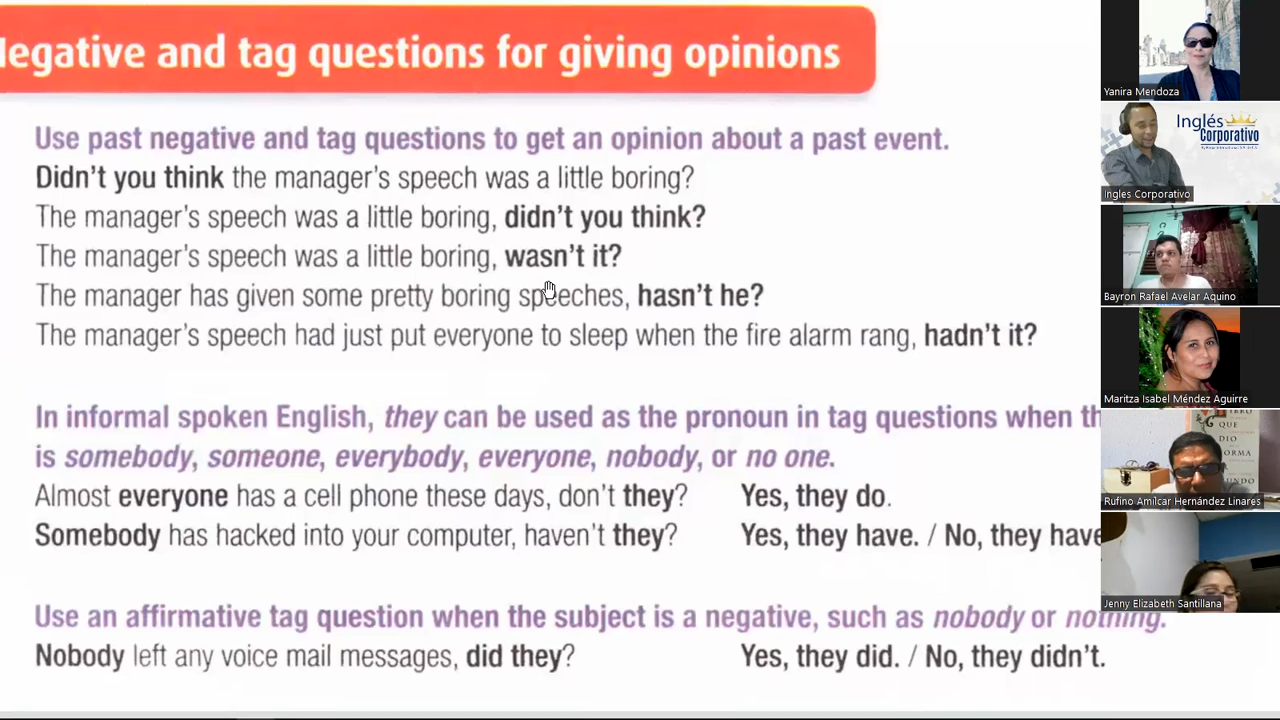 legative and tag questions for giving opinions
Use past negative and tag questions to get an opinion about a past event.
Didn't you think the manager's speech was a little boring?
The manager's speech was a little boring, didn't you think?
The manager's speech was a little boring, wasn't it?
The manager has given some pretty boring speeches, hasn't he?
The manager's speech had just put everyone to sleep when the fire alarm rang, hadn't it?
In informal spoken English, they can be used as the pronoun in tag questions when th
is somebody, someone, everybody, everyone, nobody, or no one.
Almost everyone has a cell phone these days, don't they? Yes, they do.
Somebody has hacked into your computer, haven't they? Yes, they have. / No, they have
Use an affirmative tag question when the subject is a negative, such as nobody or nothing.
Nobody left any voice mail messages, did they? Yes, they did. / No, they didn't.
Yanira Mendoza
Inglés
Corporativo
Ingles Corporativo
Bayron Rafael Avelar Aquino
Maritza Isabel Méndez Aguirre
QUE
DIO
Rufino Amílcar Hernández Linares
Jenny Elizabeth Santillana